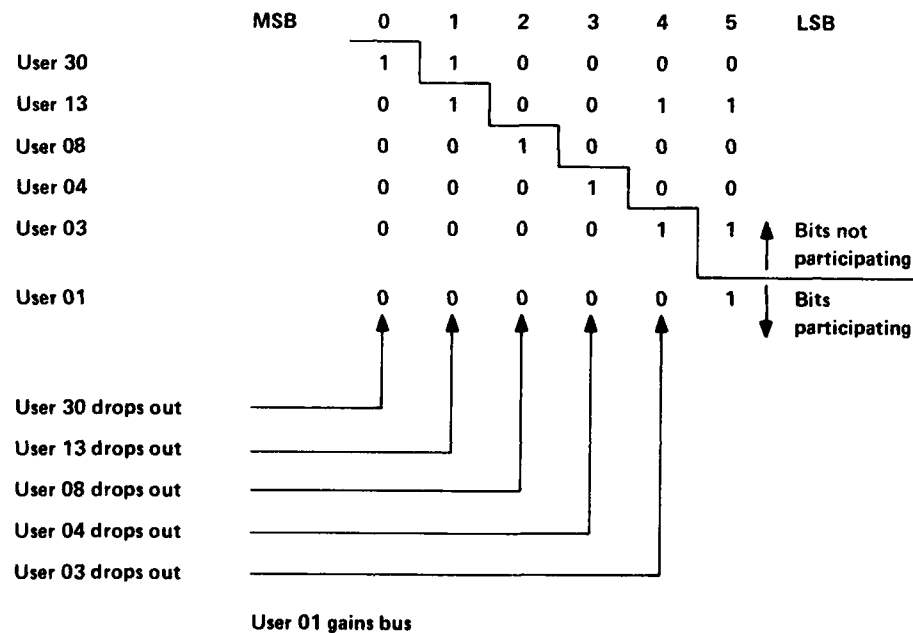 MSB 0 1 2 3 4 5 LSB
User 30 1 1 0 0 0 0
User 13 0 1 0 0 1 1
User 08 0 0 1 0 0 0
User 04 0 0 0 1 0 0
User 03 0 0 0 0 1 1 Bits not
participating
User 01 0 0 0 0 0 1 Bits
participating
User 30 drops out
User 13 drops out
User 08 drops out
User 04 drops out
User 03 drops out
User 01 gains bus